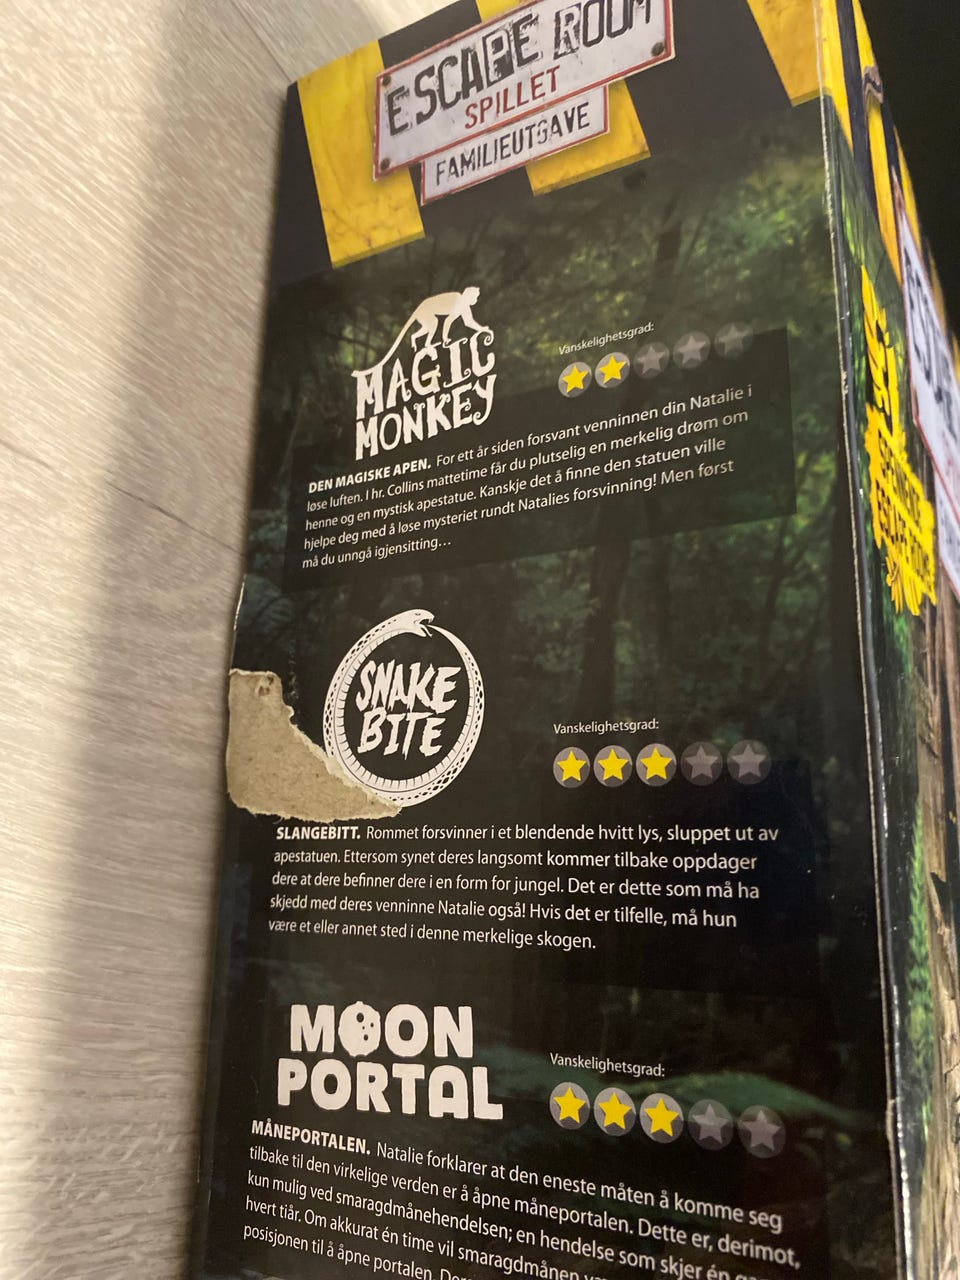 ESCAPE ROOM
SPILLET
FAMILIEUTGAVE
MAGIC
MONKEY
Vanskelighetsgrad:
DEN MAGISKE APEN. For ett år siden forsvant venninnen din Natalie i
løse luften. I hr. Collins mattetime får du plutselig en merkelig drøm om
henne og en mystisk apestatue. Kanskje det å finne den statuen ville
hjelpe deg med å løse mysteriet rundt Natalies forsvinning! Men først
må du unngå igjensitting...
SNAKE
BITE
Vanskelighetsgrad:
SLANGEBITT. Rommet forsvinner i et blendende hvitt lys, sluppet ut av
apestatuen. Ettersom synet deres langsomt kommer tilbake oppdager
dere at dere befinner dere i en form for jungel. Det er dette som må ha
skjedd med deres venninne Natalie også! Hvis det er tilfelle, må hun
være et eller annet sted i denne merkelige skogen.
MOON
PORTAL
Vanskelighetsgrad:
MÅNEPORTALEN. Natalie forklarer at den eneste måten å komme seg
tilbake til den virkelige verden er å åpne måneportalen. Dette er, derimot,
kun mulig ved smaragdmånehendelsen; en hendelse som skjer én
hvert tiår. Om akkurat én time vil smaragdmånen
posisjonen til å åpne portalen.